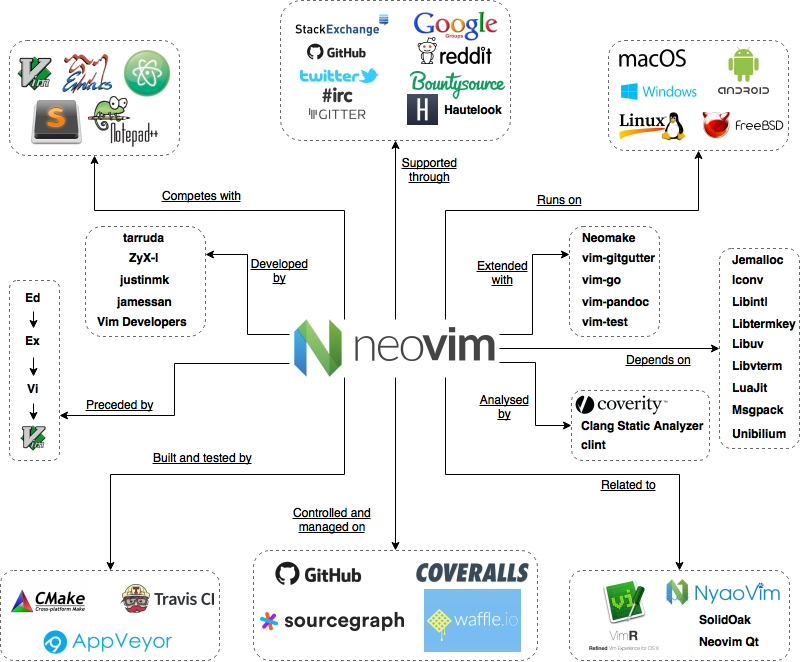 StackExchange
Google
Groups
GitHub
reddit
twitter
Bountysource
#irc
GITTER
H
Hautelook
Vim
Emacs
S
Notepad++
macOS
Windows
ANDROID
Linux
FreeBSD
Supported
through
Competes with
Runs on
tarruda
ZyX-I
justinmk
jamessan
Vim Developers
Developed
by
Extended
with
Neomake
vim-gitgutter
vim-go
vim-pandoc
vim-test
Jemalloc
Iconv
Libintl
Libtermkey
Libuv
Libvterm
LuaJit
Msgpack
Unibilium
Ed
Ex
Vi
Vim
neovim
Depends on
Preceded by
Analysed
by
coverity™
Clang Static Analyzer
clint
Built and tested by
Controlled and
managed on
Related to
CMake
Cross-platform Make
Travis CI
AppVeyor
GitHub
COVERALLS
sourcegraph
waffle.io
vi
VimR
Refined Vim Experience for OS X
NyaoVim
SolidOak
Neovim Qt